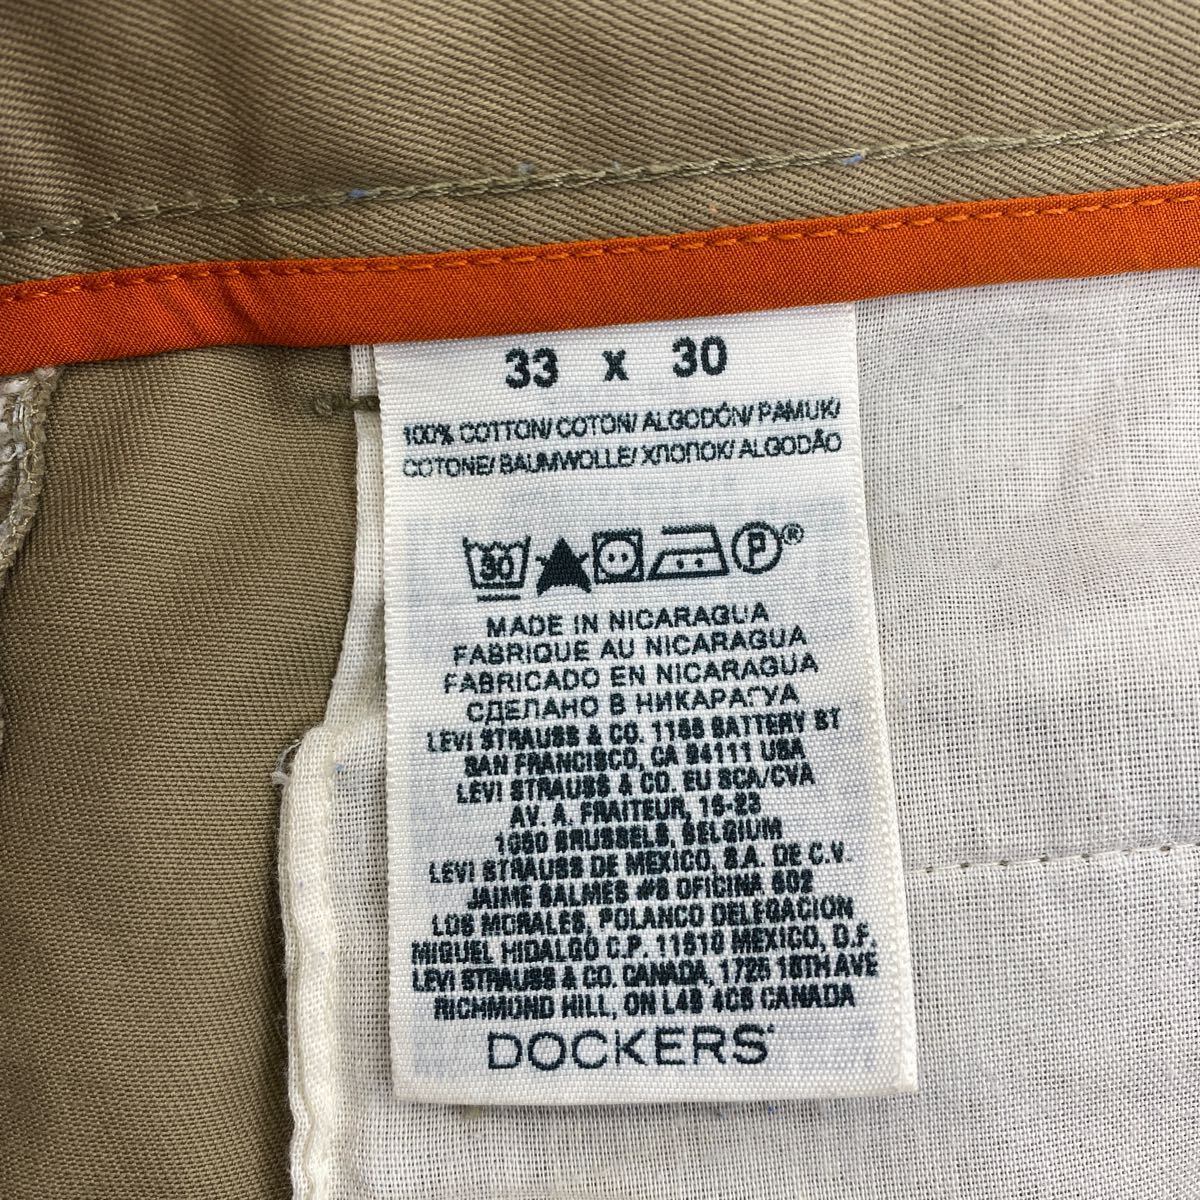 33 x 30
100% COTTON/ COTON/ ALGODÓN/ PAMUK/
COTONE/ BAUMWOLLE/ ХЛОПОК/ ALGODÃO
30 P®
MADE IN NICARAGUA
FABRIQUE AU NICARAGUA
FABRICADO EN NICARAGUA
СДЕЛАНО В НИКАРАГУА
LEVI STRAUSS & CO. 1155 BATTERY ST
SAN FRANCISCO, CA 94111 USA
LEVI STRAUSS & CO. EU SCA/CVA
AV. A. FRAITEUR, 15-23
1050 BRUSSELS, BELGIUM
LEVI STRAUSS DE MEXICO, S.A. DE C.V.
JAIME BALMES #8 OFICINA 602
LOS MORALES, POLANCO DELEGACION
MIGUEL HIDALGO C.P. 11510 MEXICO, D.F.
LEVI STRAUSS & CO. CANADA, 1725 16TH AVE
RICHMOND HILL, ON L4B 4C6 CANADA
DOCKERS